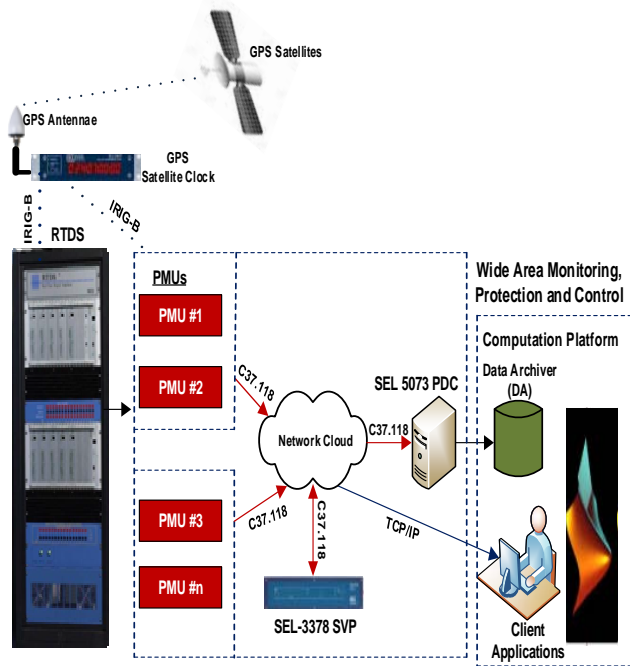 GPS Satellites
GPS Antennae
GPS
Satellite Clock
IRIG-B
IRIG-B
RTDS
PMUs
PMU #1
PMU #2
PMU #3
PMU #n
C37.118
C37.118
Network Cloud
C37.118
C37.118
SEL-3378 SVP
SEL 5073 PDC
TCP/IP
Wide Area Monitoring,
Protection and Control
Computation Platform
Data Archiver
(DA)
Client
Applications